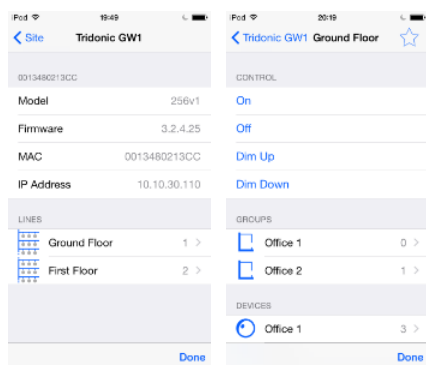 iPod 19:49
Site Tridonic GW1
0013480213CC
Model 256v1
Firmware 3.2.4.25
MAC 0013480213CC
IP Address 10.10.30.110
LINES
Ground Floor 1
First Floor 2
Done
iPod 20:19
Tridonic GW1 Ground Floor
CONTROL
On
Off
Dim Up
Dim Down
GROUPS
Office 1 0
Office 2 1
DEVICES
Office 1 3
Done